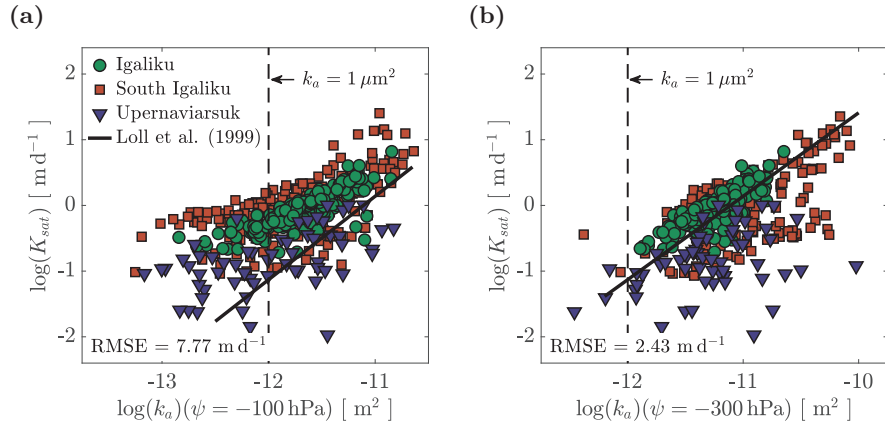 (a)
2
1
0
-1
-2
log(K_sat) [ m d⁻¹ ]
Igaliku
South Igaliku
Upernaviarsuk
Loll et al. (1999)
k_a = 1 μm²
RMSE = 7.77 m d⁻¹
-13
-12
-11
log(k_a)(ψ = −100 hPa) [ m² ]
(b)
2
1
0
-1
-2
log(K_sat) [ m d⁻¹ ]
k_a = 1 μm²
RMSE = 2.43 m d⁻¹
-12
-11
-10
log(k_a)(ψ = −300 hPa) [ m² ]